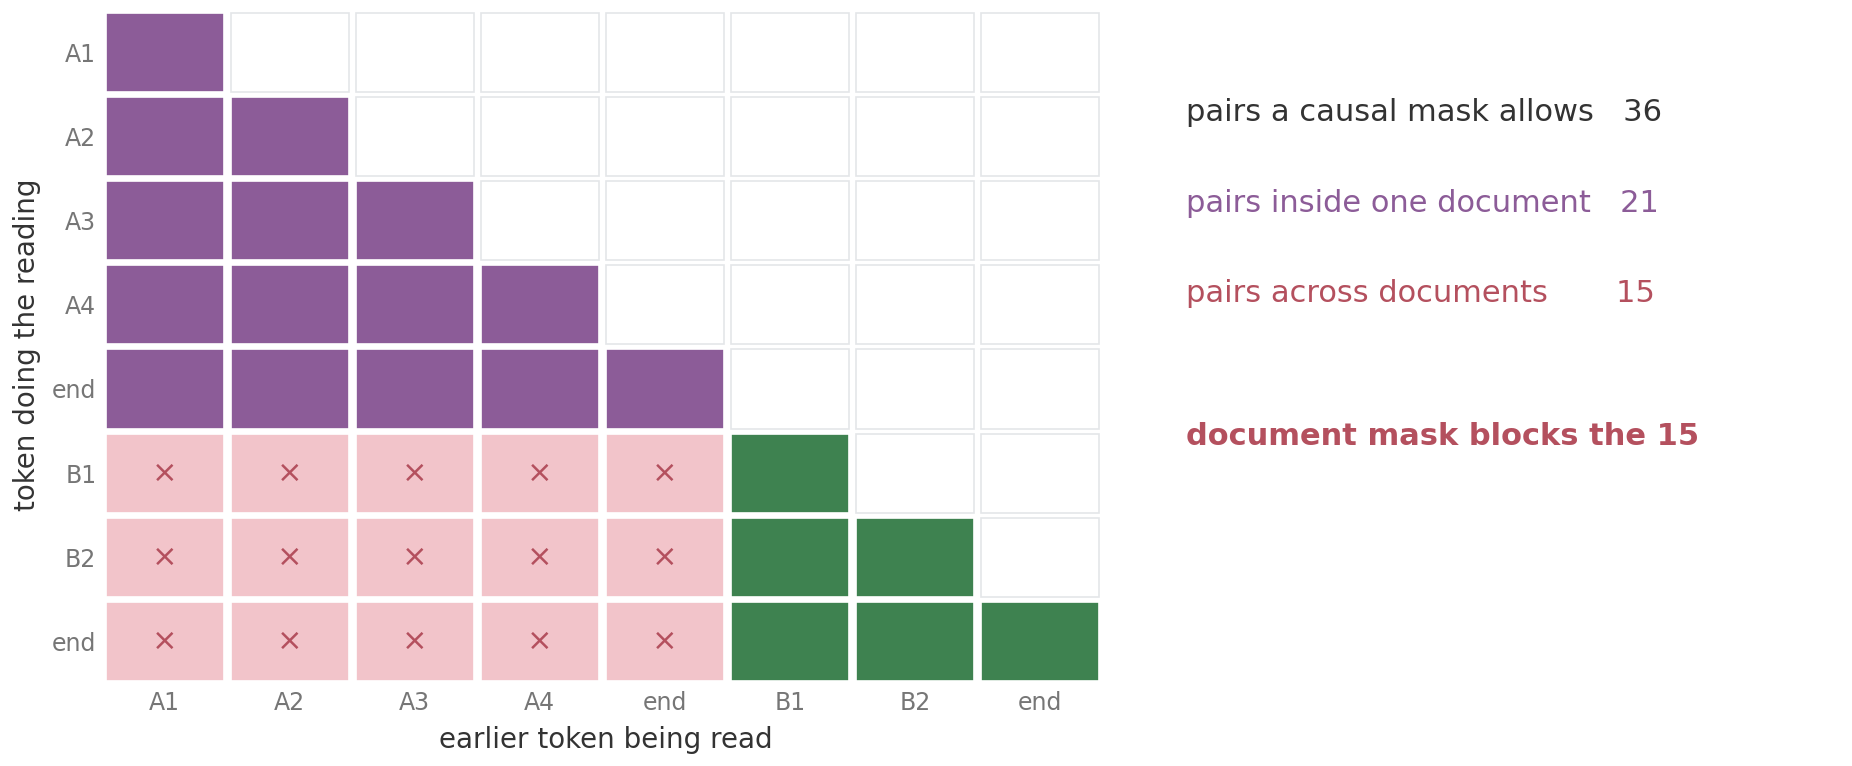 token doing the reading
A1
A2
A3
A4
end
B1 × × × × ×
B2 × × × × ×
end × × × × ×
A1 A2 A3 A4 end B1 B2 end
earlier token being read
pairs a causal mask allows 36
pairs inside one document 21
pairs across documents 15
document mask blocks the 15